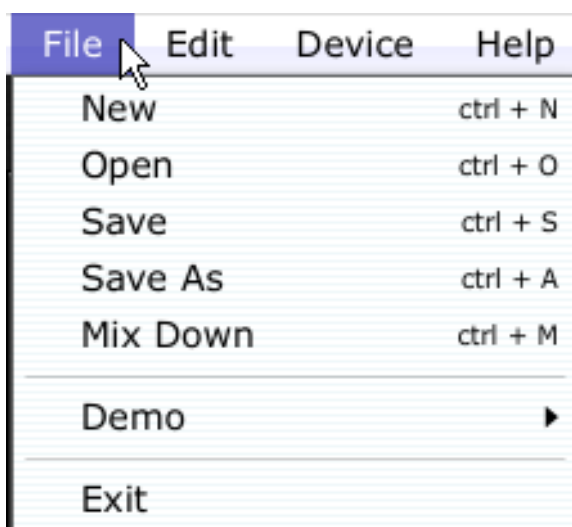 File Edit Device Help
New ctrl + N
Open ctrl + O
Save ctrl + S
Save As ctrl + A
Mix Down ctrl + M
Demo
Exit